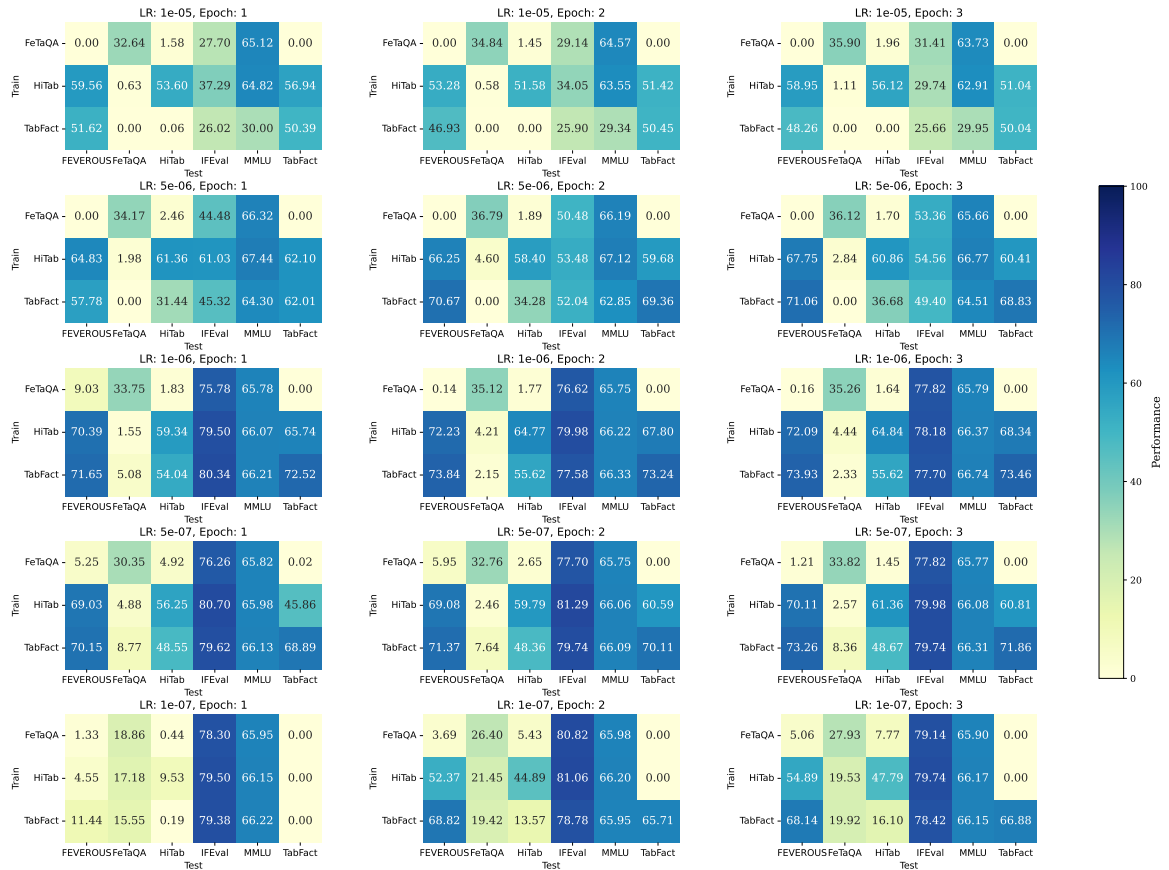 LR: 1e-05, Epoch: 1
LR: 1e-05, Epoch: 2
LR: 1e-05, Epoch: 3
FeTaQA 0.00 32.64 1.58 27.70 65.12 0.00
FeTaQA 0.00 34.84 1.45 29.14 64.57 0.00
FeTaQA 0.00 35.90 1.96 31.41 63.73 0.00
Train HiTab 59.56 0.63 53.60 37.29 64.82 56.94
Train HiTab 53.28 0.58 51.58 34.05 63.55 51.42
Train HiTab 58.95 1.11 56.12 29.74 62.91 51.04
TabFact 51.62 0.00 0.06 26.02 30.00 50.39
TabFact 46.93 0.00 0.00 25.90 29.34 50.45
TabFact 48.26 0.00 0.00 25.66 29.95 50.04
FEVEROUS FeTaQA HiTab IFEval MMLU TabFact
FEVEROUS FeTaQA HiTab IFEval MMLU TabFact
FEVEROUS FeTaQA HiTab IFEval MMLU TabFact
Test
Test
Test
LR: 5e-06, Epoch: 1
LR: 5e-06, Epoch: 2
LR: 5e-06, Epoch: 3
FeTaQA 0.00 34.17 2.46 44.48 66.32 0.00
FeTaQA 0.00 36.79 1.89 50.48 66.19 0.00
FeTaQA 0.00 36.12 1.70 53.36 65.66 0.00
Train HiTab 64.83 1.98 61.36 61.03 67.44 62.10
Train HiTab 66.25 4.60 58.40 53.48 67.12 59.68
Train HiTab 67.75 2.84 60.86 54.56 66.77 60.41
TabFact 57.78 0.00 31.44 45.32 64.30 62.01
TabFact 70.67 0.00 34.28 52.04 62.85 69.36
TabFact 71.06 0.00 36.68 49.40 64.51 68.83
FEVEROUS FeTaQA HiTab IFEval MMLU TabFact
FEVEROUS FeTaQA HiTab IFEval MMLU TabFact
FEVEROUS FeTaQA HiTab IFEval MMLU TabFact
Test
Test
Test
LR: 1e-06, Epoch: 1
LR: 1e-06, Epoch: 2
LR: 1e-06, Epoch: 3
FeTaQA 9.03 33.75 1.83 75.78 65.78 0.00
FeTaQA 0.14 35.12 1.77 76.62 65.75 0.00
FeTaQA 0.16 35.26 1.64 77.82 65.79 0.00
Train HiTab 70.39 1.55 59.34 79.50 66.07 65.74
Train HiTab 72.23 4.21 64.77 79.98 66.22 67.80
Train HiTab 72.09 4.44 64.84 78.18 66.37 68.34
TabFact 71.65 5.08 54.04 80.34 66.21 72.52
TabFact 73.84 2.15 55.62 77.58 66.33 73.24
TabFact 73.93 2.33 55.62 77.70 66.74 73.46
FEVEROUS FeTaQA HiTab IFEval MMLU TabFact
FEVEROUS FeTaQA HiTab IFEval MMLU TabFact
FEVEROUS FeTaQA HiTab IFEval MMLU TabFact
Test
Test
Test
LR: 5e-07, Epoch: 1
LR: 5e-07, Epoch: 2
LR: 5e-07, Epoch: 3
FeTaQA 5.25 30.35 4.92 76.26 65.82 0.02
FeTaQA 5.95 32.76 2.65 77.70 65.75 0.00
FeTaQA 1.21 33.82 1.45 77.82 65.77 0.00
Train HiTab 69.03 4.88 56.25 80.70 65.98 45.86
Train HiTab 69.08 2.46 59.79 81.29 66.06 60.59
Train HiTab 70.11 2.57 61.36 79.98 66.08 60.81
TabFact 70.15 8.77 48.55 79.62 66.13 68.89
TabFact 71.37 7.64 48.36 79.74 66.09 70.11
TabFact 73.26 8.36 48.67 79.74 66.31 71.86
FEVEROUS FeTaQA HiTab IFEval MMLU TabFact
FEVEROUS FeTaQA HiTab IFEval MMLU TabFact
FEVEROUS FeTaQA HiTab IFEval MMLU TabFact
Test
Test
Test
LR: 1e-07, Epoch: 1
LR: 1e-07, Epoch: 2
LR: 1e-07, Epoch: 3
FeTaQA 1.33 18.86 0.44 78.30 65.95 0.00
FeTaQA 3.69 26.40 5.43 80.82 65.98 0.00
FeTaQA 5.06 27.93 7.77 79.14 65.90 0.00
Train HiTab 4.55 17.18 9.53 79.50 66.15 0.00
Train HiTab 52.37 21.45 44.89 81.06 66.20 0.00
Train HiTab 54.89 19.53 47.79 79.74 66.17 0.00
TabFact 11.44 15.55 0.19 79.38 66.22 0.00
TabFact 68.82 19.42 13.57 78.78 65.95 65.71
TabFact 68.14 19.92 16.10 78.42 66.15 66.88
FEVEROUS FeTaQA HiTab IFEval MMLU TabFact
FEVEROUS FeTaQA HiTab IFEval MMLU TabFact
FEVEROUS FeTaQA HiTab IFEval MMLU TabFact
Test
Test
Test
100
80
60
40
20
0
Performance